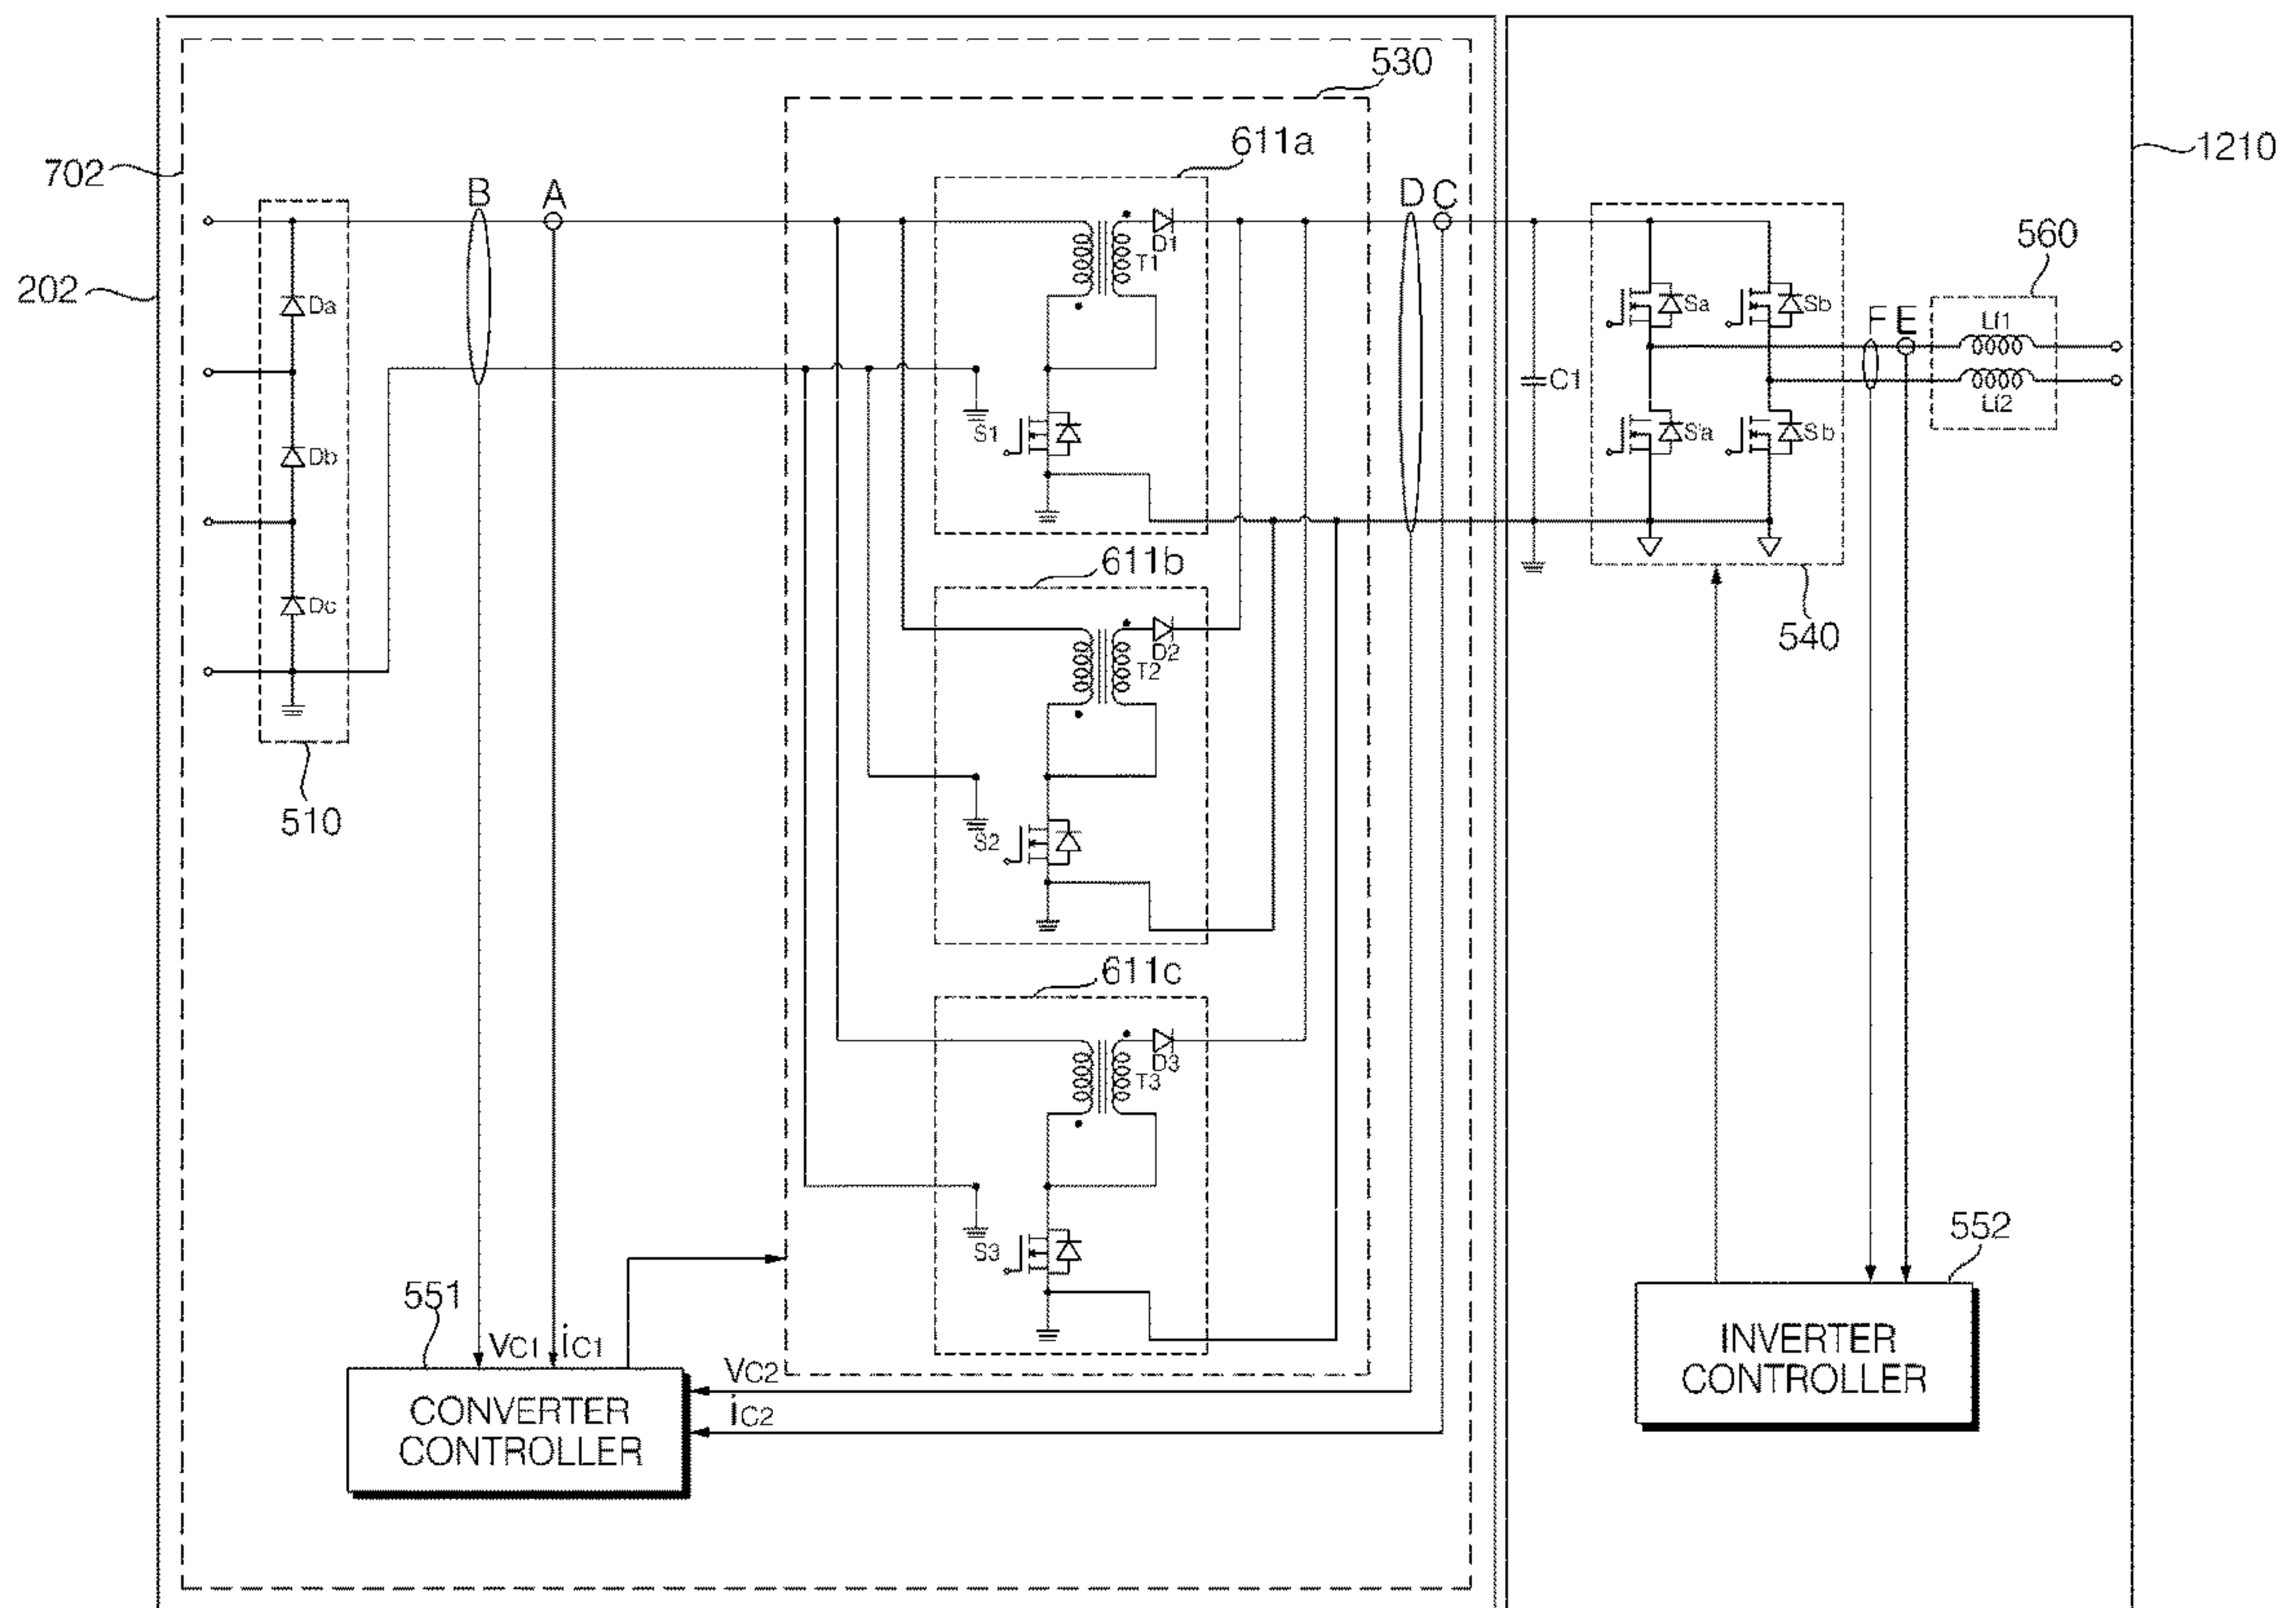 530
611a
702
1210
B
A
D
C
560
D1
T1
202
Da
Sa
Sb
F
E
Lf1
C1
Lf2
S1
S'a
S'b
Db
611b
Dc
540
D2
T2
510
S2
611c
D3
T3
552
S3
551
VC1
iC1
INVERTER
CONTROLLER
VC2
iC2
CONVERTER
CONTROLLER